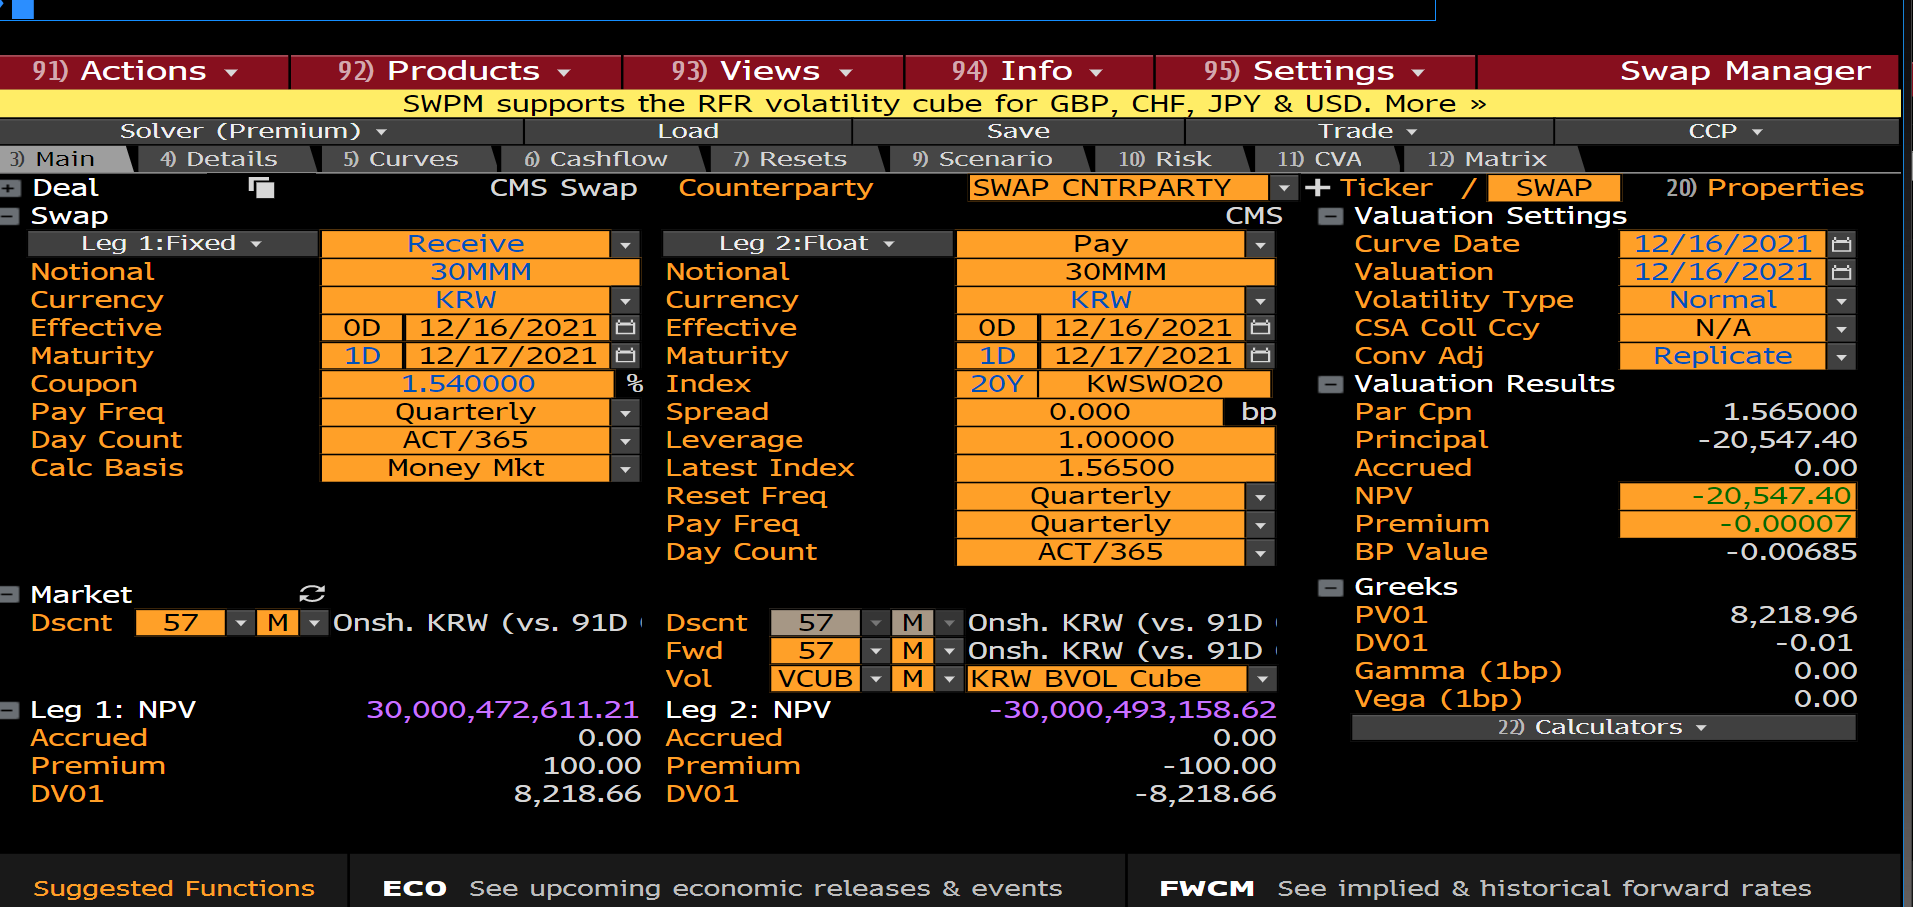 91) Actions 92) Products 93) Views 94) Info 95) Settings Swap Manager
SWPM supports the RFR volatility cube for GBP, CHF, JPY & USD. More »
Solver (Premium) Load Save Trade CCP
3) Main 4) Details 5) Curves 6) Cashflow 7) Resets 9) Scenario 10) Risk 11) CVA 12) Matrix
Deal CMS Swap Counterparty SWAP CNTRPARTY Ticker / SWAP 20) Properties
Swap CMS Valuation Settings
Leg 1:Fixed Receive Leg 2:Float Pay Curve Date 12/16/2021
Notional 30MMM Notional 30MMM Valuation 12/16/2021
Currency KRW Currency KRW Volatility Type Normal
Effective 0D 12/16/2021 Effective 0D 12/16/2021 CSA Coll Ccy N/A
Maturity 1D 12/17/2021 Maturity 1D 12/17/2021 Conv Adj Replicate
Coupon 1.540000 % Index 20Y KWSWO20 Valuation Results
Pay Freq Quarterly Spread 0.000 bp Par Cpn 1.565000
Day Count ACT/365 Leverage 1.00000 Principal -20,547.40
Calc Basis Money Mkt Latest Index 1.56500 Accrued 0.00
Reset Freq Quarterly NPV -20,547.40
Pay Freq Quarterly Premium -0.00007
Day Count ACT/365 BP Value -0.00685
Market Greeks
Dscnt 57 M Onsh. KRW (vs. 91D Dscnt 57 M Onsh. KRW (vs. 91D PV01 8,218.96
Fwd 57 M Onsh. KRW (vs. 91D DV01 -0.01
Vol VCUB M KRW BVOL Cube Gamma (1bp) 0.00
Vega (1bp) 0.00
Leg 1: NPV 30,000,472,611.21 Leg 2: NPV -30,000,493,158.62 22) Calculators
Accrued 0.00 Accrued 0.00
Premium 100.00 Premium -100.00
DV01 8,218.66 DV01 -8,218.66
Suggested Functions ECO See upcoming economic releases & events FWCM See implied & historical forward rates